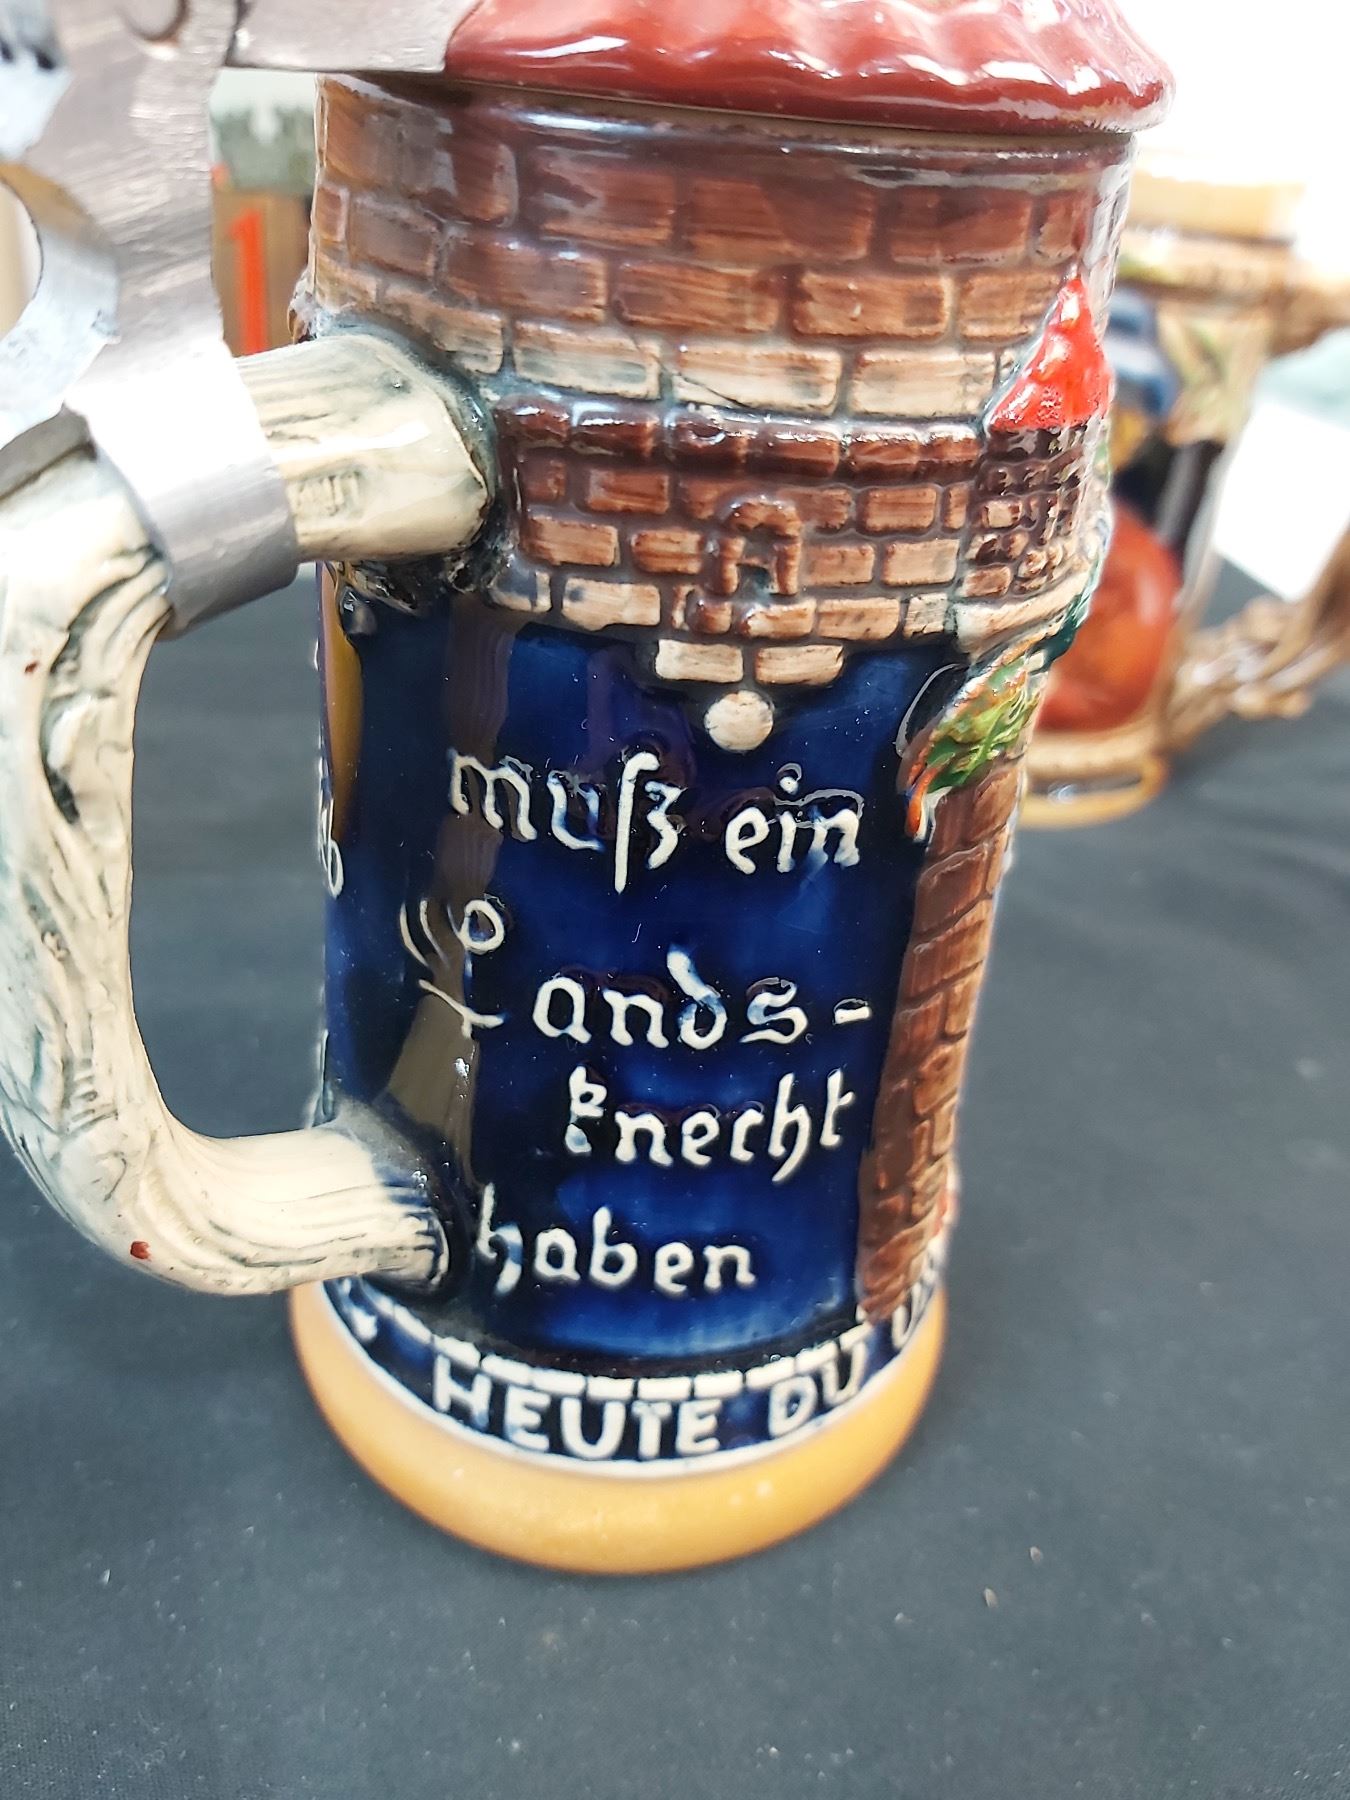 muß ein
Lands-
knecht
haben
HEUTE DU